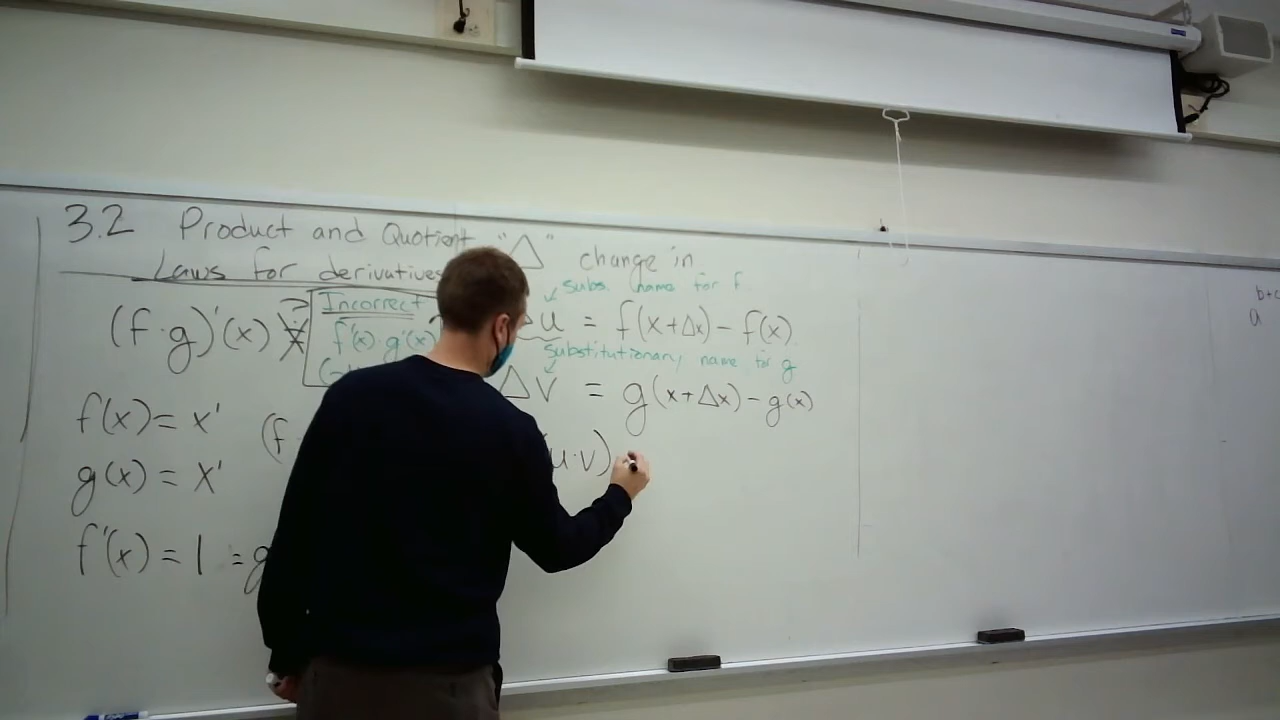 3.2 Product and Quotient
Laws for derivatives
(f·g)'(x)
Incorrect
f'(x)·g'(x)
f(x) = x'
g(x) = x'
f'(x) = 1 = g
(f
"Δ" change in
subs. name for f
u = f(x+Δx) - f(x)
substitutionary name for g
Δv = g(x+Δx) - g(x)
(u·v)
b+c
a